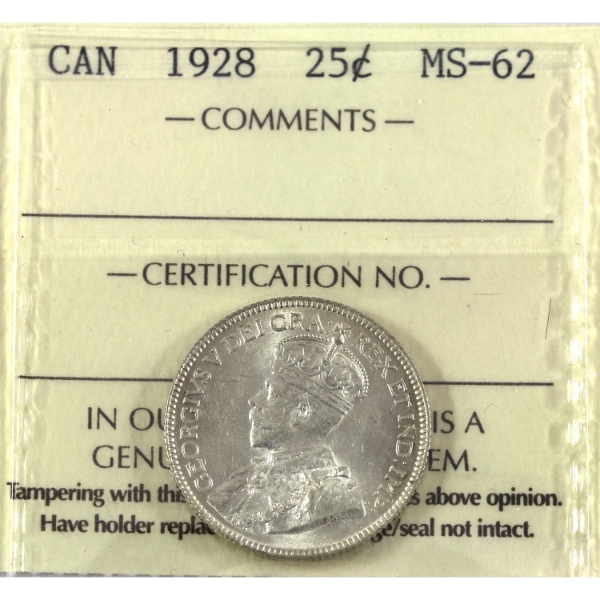 CAN 1928 25¢ MS-62
— COMMENTS —
— CERTIFICATION NO. —
IN OU IS A
GENU EM.
Tampering with thi s above opinion.
Have holder replac ge/seal not intact.
GEORGIVS V DEI GRA: REX ET IND: IMP: